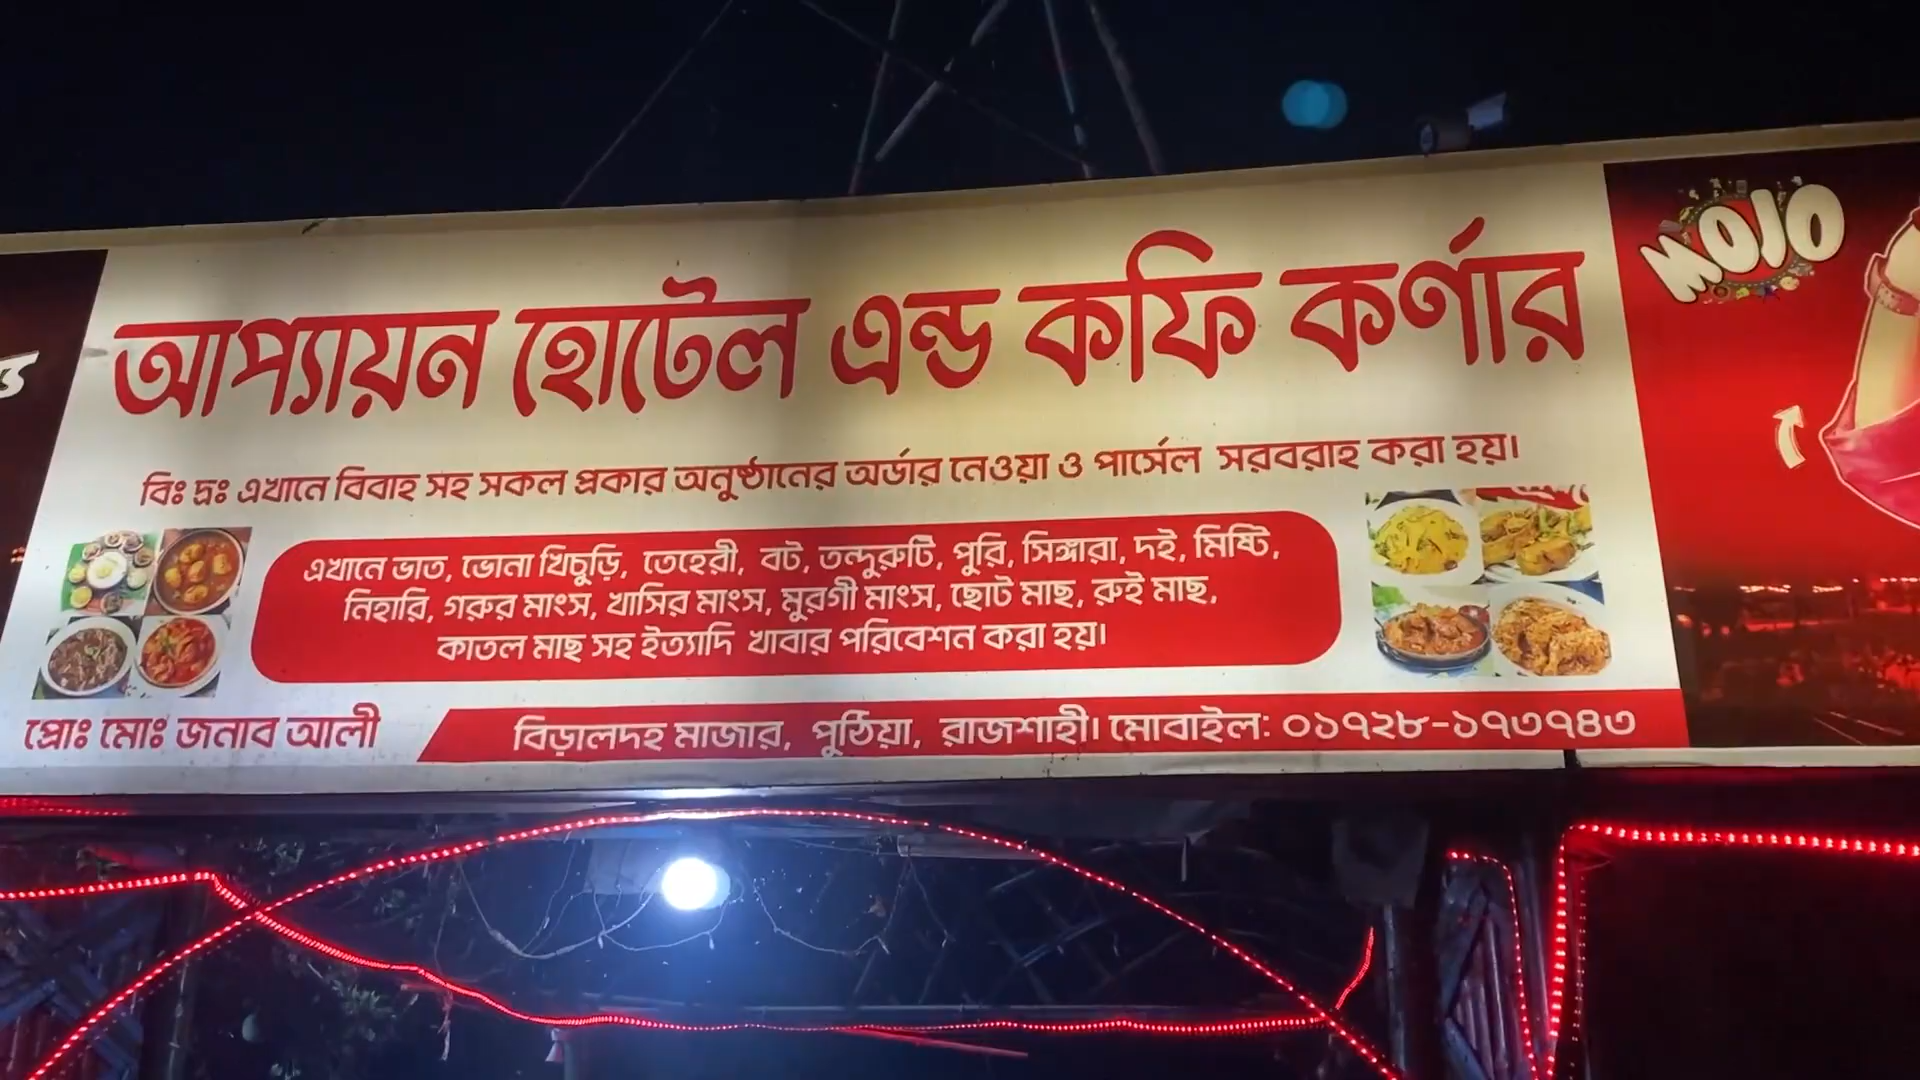 আপ্যায়ন হোটেল এন্ড কফি কর্ণার
বিঃ দ্রঃ এখানে বিবাহ সহ সকল প্রকার অনুষ্ঠানের অর্ডার নেওয়া ও পার্সেল সরবরাহ করা হয়।
এখানে ভাত, ভোনা খিচুড়ি, তেহেরী, বট, তন্দুরুটি, পুরি, সিঙ্গারা, দই, মিষ্টি,
নিহারি, গরুর মাংস, খাসির মাংস, মুরগী মাংস, ছোট মাছ, রুই মাছ,
কাতল মাছ সহ ইত্যাদি খাবার পরিবেশন করা হয়।
প্রোঃ মোঃ জনাব আলী
বিড়ালদহ মাজার, পুঠিয়া, রাজশাহী। মোবাইল: ০১৭২৮-১৭৩৭৪৩
MOJO